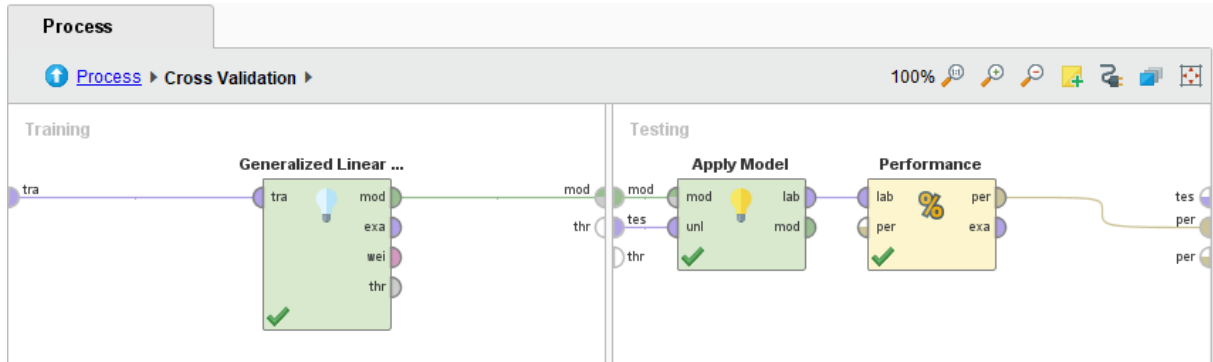 Process
Process ▸ Cross Validation ▸ 100%
Training
Testing
Generalized Linear ...
Apply Model
Performance
tra
tra mod
exa
wei
thr
mod
thr
mod
tes
thr
mod lab
unl mod
lab per
per exa
tes
per
per